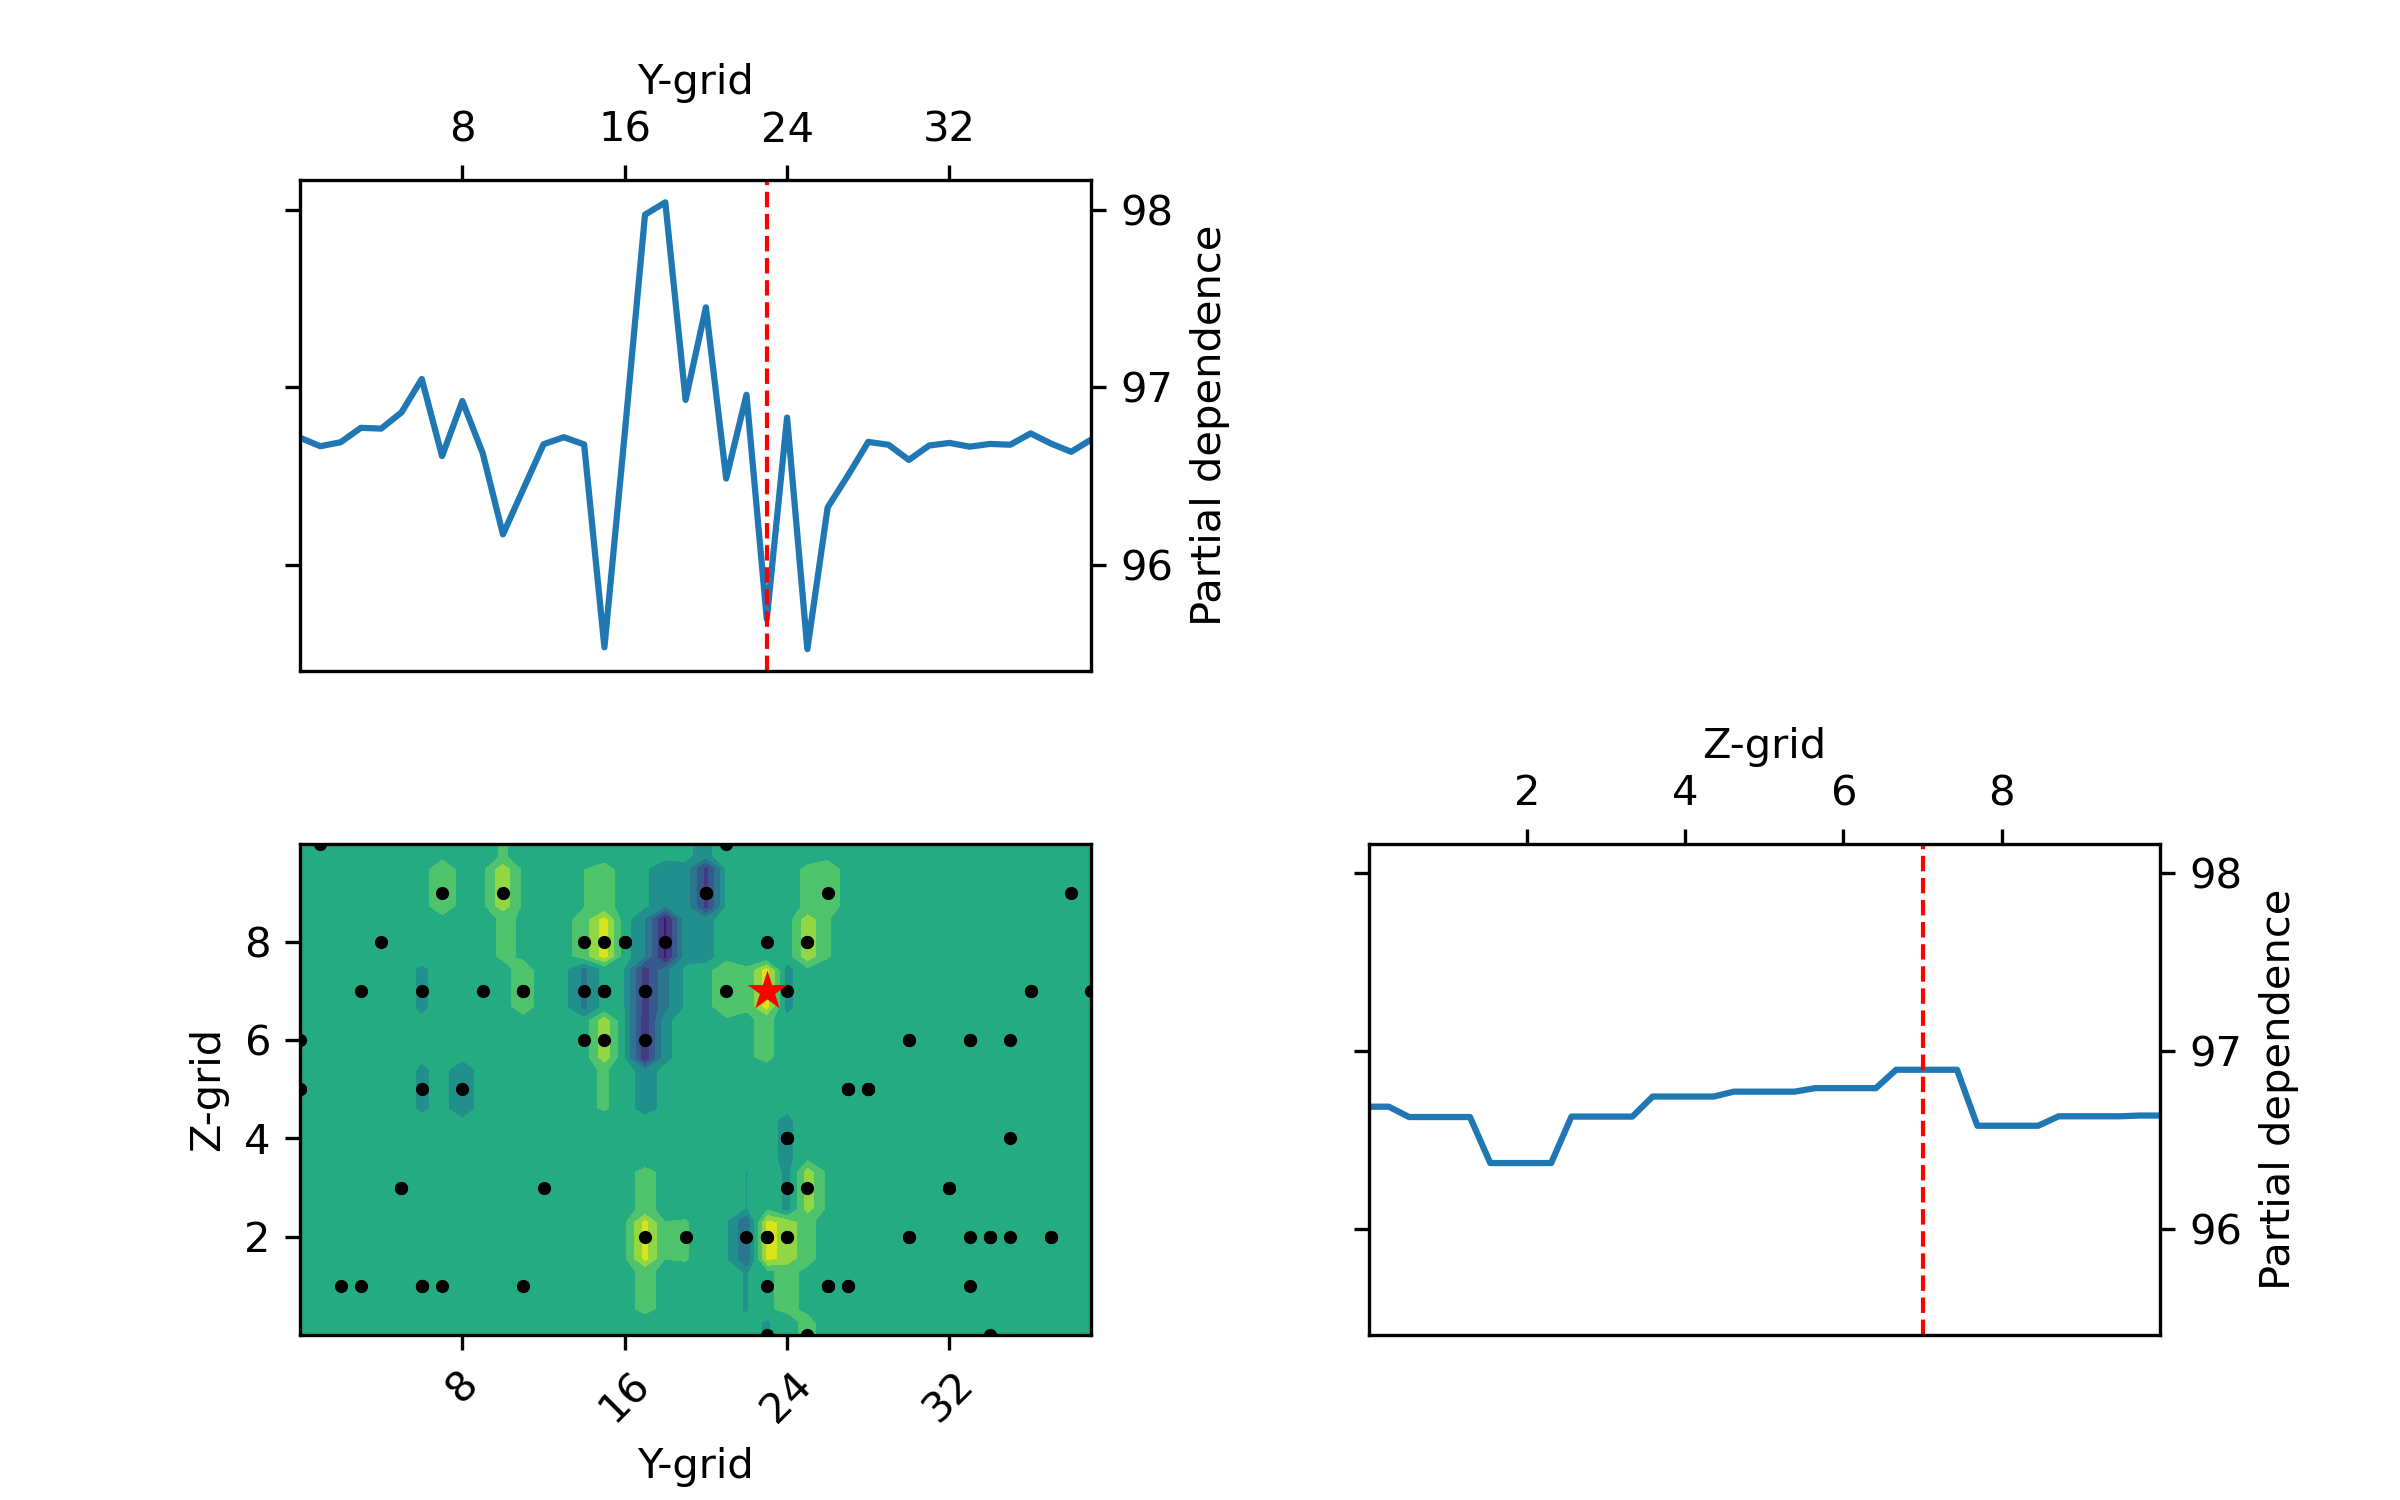 Y-grid
8 16 24 32
98
97
96
Partial dependence
Z-grid
2 4 6 8
8
6
4
2
Z-grid
8 16 24 32
Y-grid
98
97
96
Partial dependence